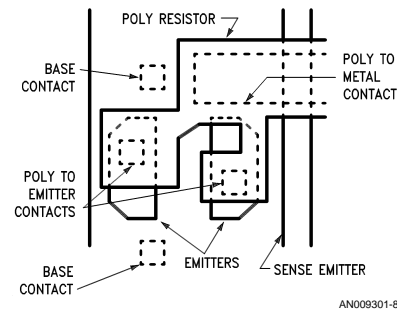 POLY RESISTOR
BASE
CONTACT
POLY TO
METAL
CONTACT
POLY TO
EMITTER
CONTACTS
EMITTERS
SENSE EMITTER
BASE
CONTACT
AN009301-8